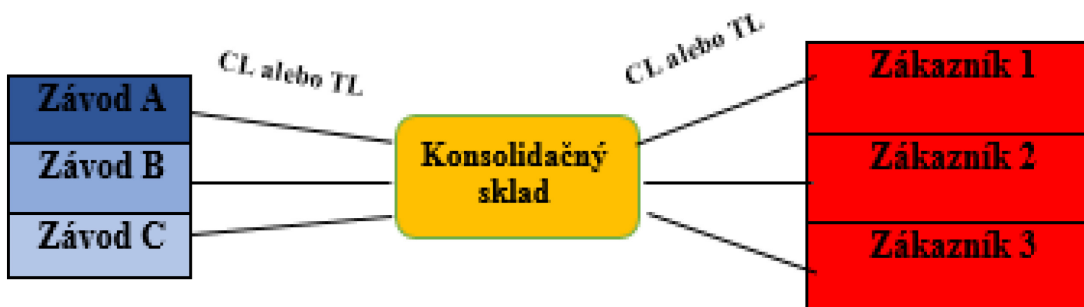 CL alebo TL
CL alebo TL
Závod A
Závod B
Závod C
Konsolidačný
sklad
Zákazník 1
Zákazník 2
Zákazník 3